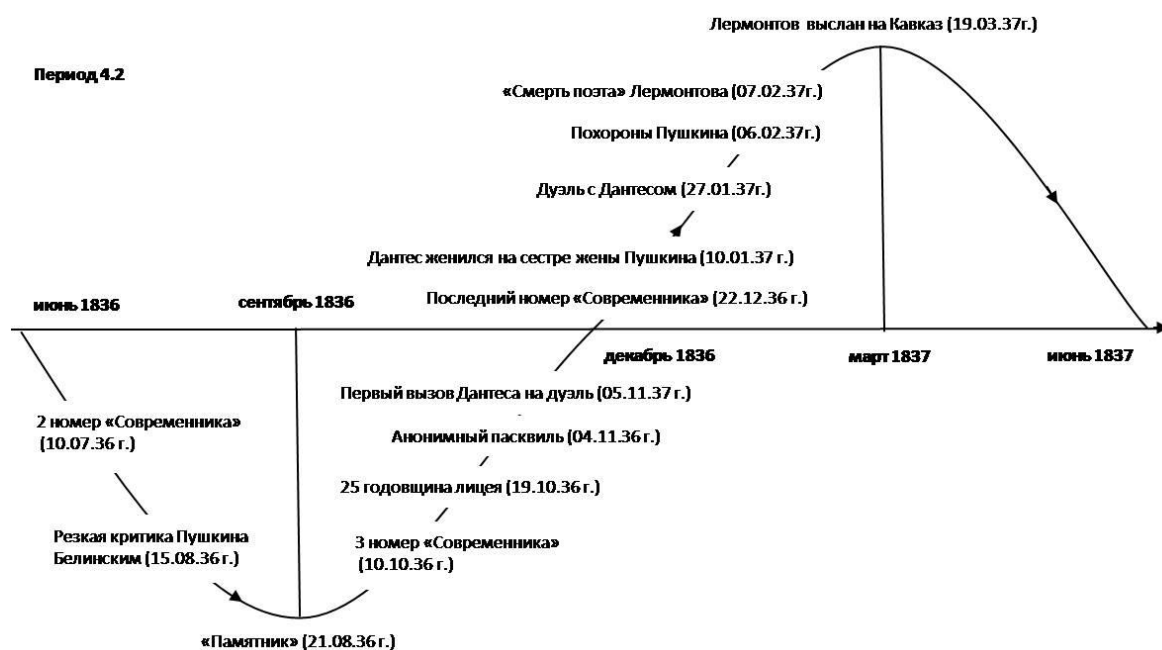 Лермонтов выслан на Кавказ (19.03.37г.)
Период 4.2
«Смерть поэта» Лермонтова (07.02.37г.)
Похороны Пушкина (06.02.37г.)
Дуэль с Дантесом (27.01.37г.)
Дантес женился на сестре жены Пушкина (10.01.37 г.)
Последний номер «Современника» (22.12.36 г.)
июнь 1836
сентябрь 1836
декабрь 1836
март 1837
июнь 1837
Первый вызов Дантеса на дуэль (05.11.37 г.)
2 номер «Современника»
(10.07.36 г.)
Анонимный пасквиль (04.11.36 г.)
25 годовщина лицея (19.10.36 г.)
Резкая критика Пушкина
Белинским (15.08.36 г.)
3 номер «Современника»
(10.10.36 г.)
«Памятник» (21.08.36 г.)